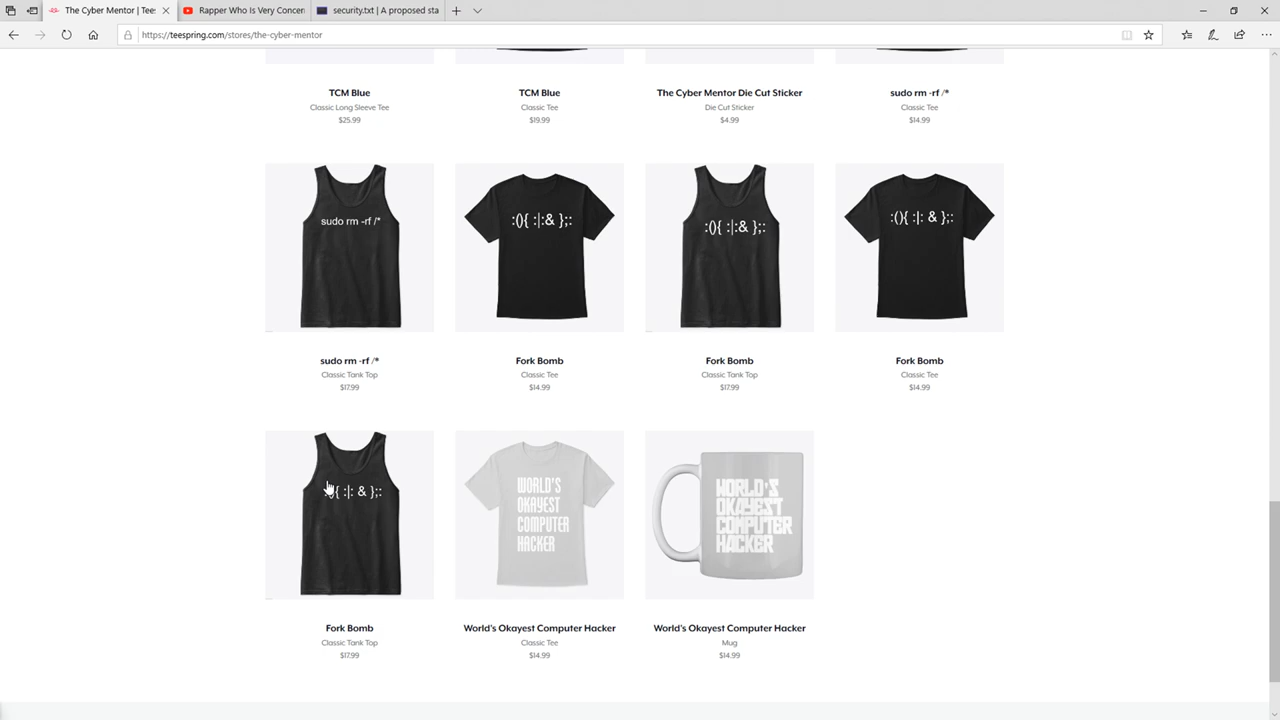 The Cyber Mentor | Tees
Rapper Who Is Very Concern
security.txt | A proposed sta
https://teespring.com/stores/the-cyber-mentor
TCM Blue
Classic Long Sleeve Tee
$25.99
TCM Blue
Classic Tee
$19.99
The Cyber Mentor Die Cut Sticker
Die Cut Sticker
$4.99
sudo rm -rf /*
Classic Tee
$14.99
sudo rm -rf /*
:(){ :|:& };:
:(){ :|:& };:
:(){ :|: & };:
sudo rm -rf /*
Classic Tank Top
$17.99
Fork Bomb
Classic Tee
$14.99
Fork Bomb
Classic Tank Top
$17.99
Fork Bomb
Classic Tee
$14.99
{ :|: & };:
WORLD'S
OKAYEST
COMPUTER
HACKER
WORLD'S
OKAYEST
COMPUTER
HACKER
Fork Bomb
Classic Tank Top
$17.99
World's Okayest Computer Hacker
Classic Tee
$14.99
World's Okayest Computer Hacker
Mug
$14.99